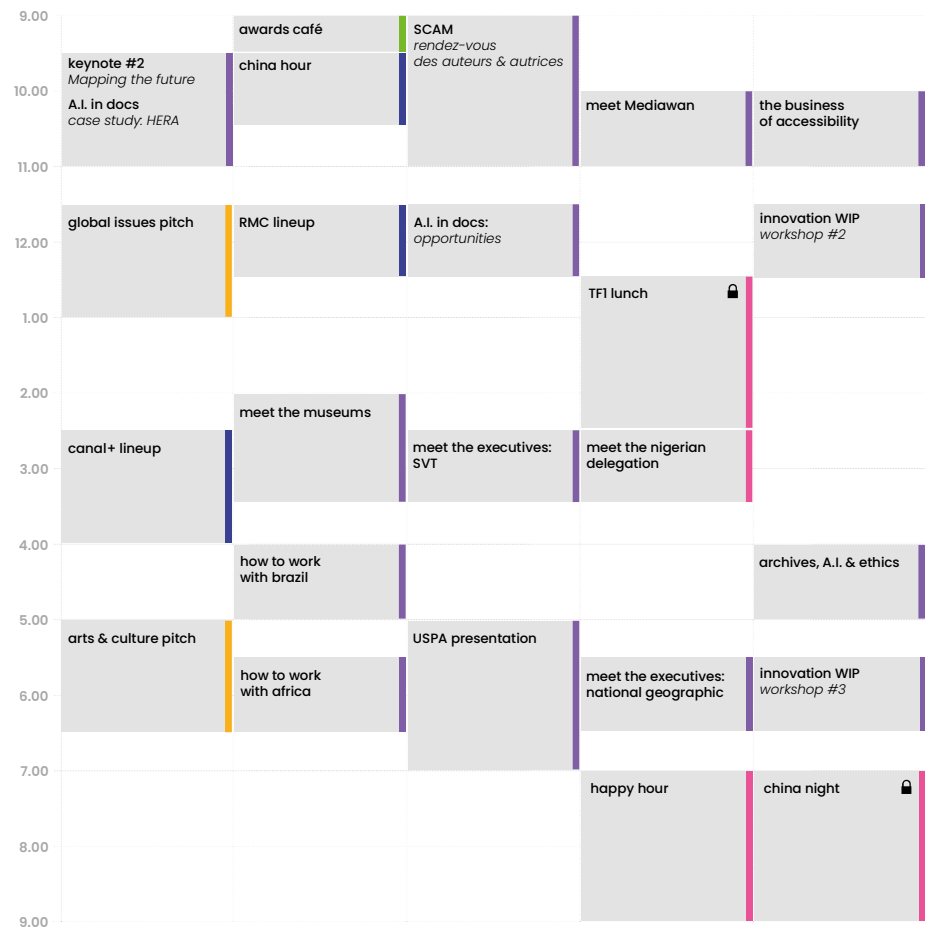 9.00
awards café
SCAM
rendez-vous
des auteurs & autrices
keynote #2
Mapping the future
A.I. in docs
case study: HERA
china hour
10.00
meet Mediawan
the business
of accessibility
11.00
global issues pitch
RMC lineup
A.I. in docs:
opportunities
innovation WIP
workshop #2
12.00
TF1 lunch
1.00
2.00
meet the museums
canal+ lineup
meet the executives:
SVT
meet the nigerian
delegation
3.00
4.00
how to work
with brazil
archives, A.I. & ethics
5.00
arts & culture pitch
USPA presentation
how to work
with africa
meet the executives:
national geographic
innovation WIP
workshop #3
6.00
7.00
happy hour
china night
8.00
9.00